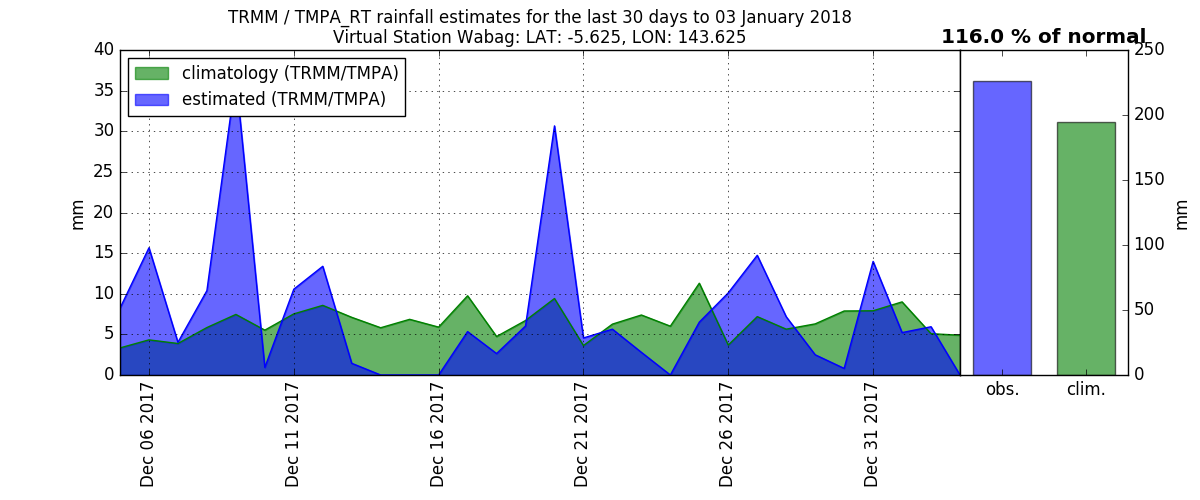 TRMM / TMPA_RT rainfall estimates for the last 30 days to 03 January 2018
Virtual Station Wabag: LAT: -5.625, LON: 143.625
116.0 % of normal
climatology (TRMM/TMPA)
estimated (TRMM/TMPA)
mm
40
35
30
25
20
15
10
5
0
Dec 06 2017
Dec 11 2017
Dec 16 2017
Dec 21 2017
Dec 26 2017
Dec 31 2017
obs.
clim.
250
200
150
100
50
0
mm